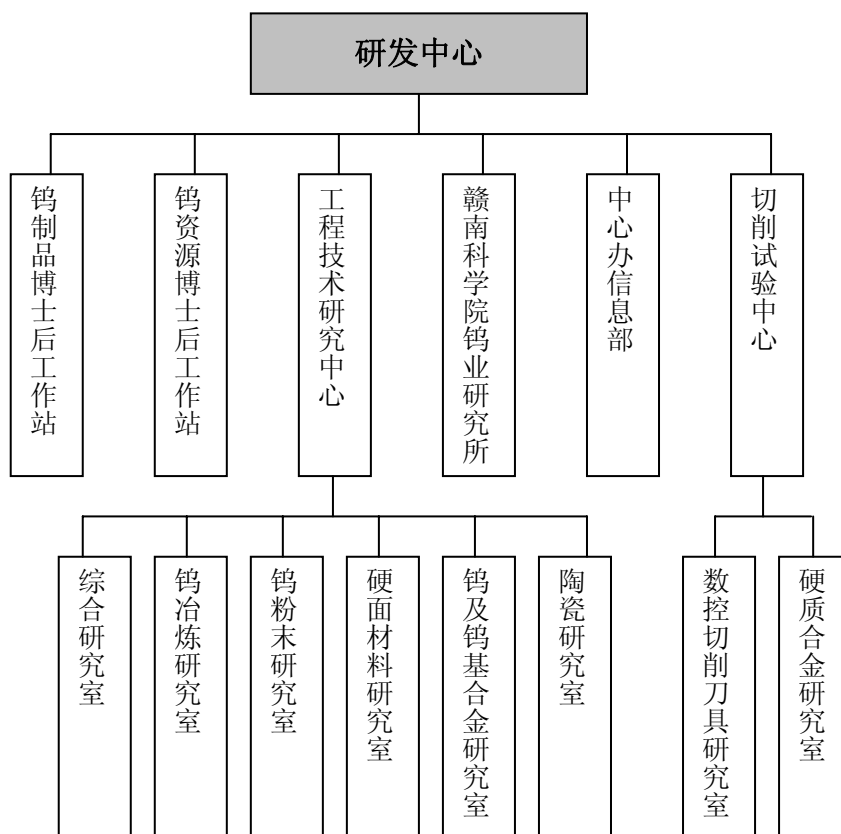 研发中心
钨制品博士后工作站
钨资源博士后工作站
工程技术研究中心
赣南科学院钨业研究所
中心办信息部
切削试验中心
综合研究室
钨冶炼研究室
钨粉末研究室
硬面材料研究室
钨及钨基合金研究室
陶瓷研究室
数控切削刀具研究室
硬质合金研究室